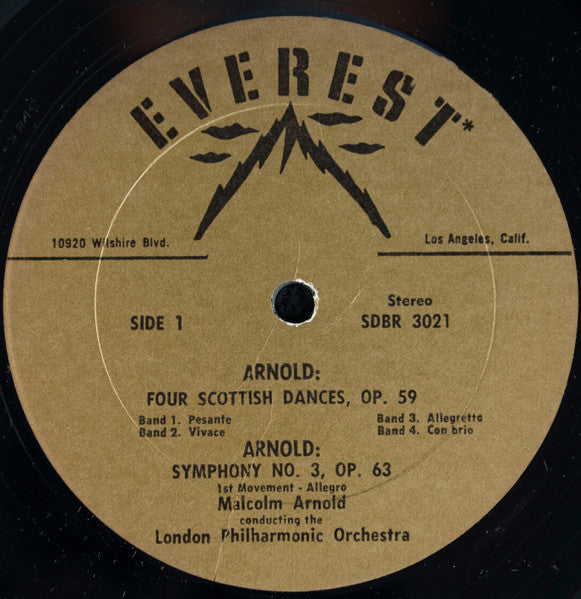 EVEREST*
10920 Wilshire Blvd. Los Angeles, Calif.
Stereo
SIDE 1 SDBR 3021
ARNOLD:
FOUR SCOTTISH DANCES, OP. 59
Band 1. Pesante Band 3. Allegretto
Band 2. Vivace Band 4. Con brio
ARNOLD:
SYMPHONY NO. 3, OP. 63
1st Movement - Allegro
Malcolm Arnold
conducting the
London Philharmonic Orchestra